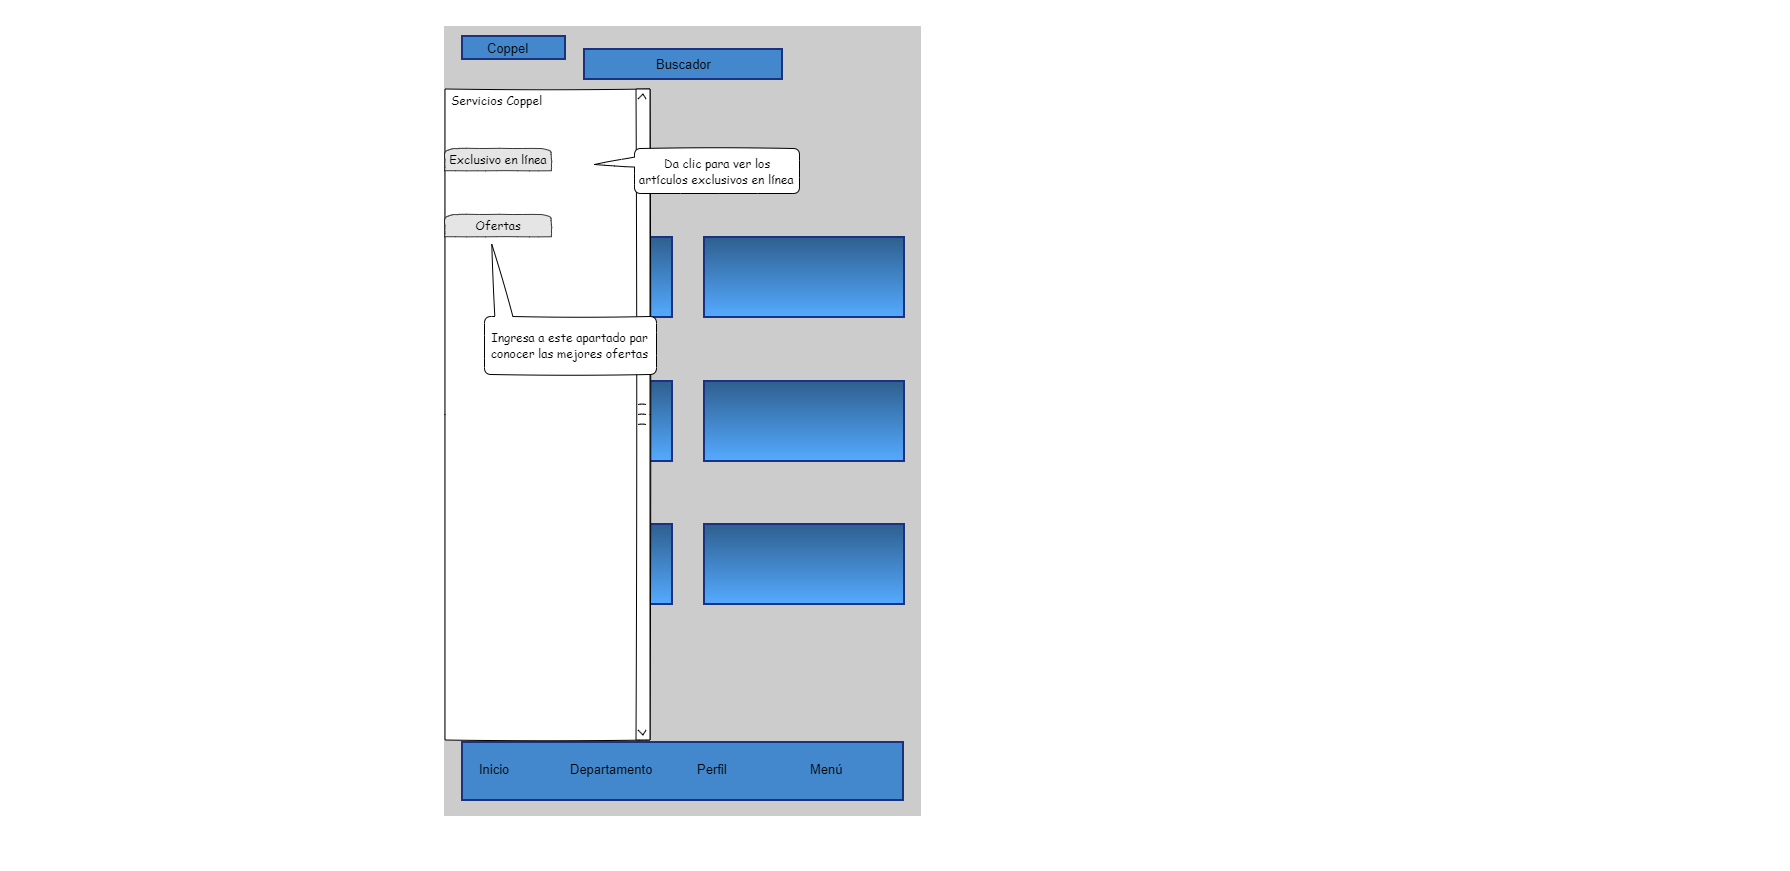 Coppel
Buscador
Servicios Coppel
Exclusivo en línea
Da clic para ver los
artículos exclusivos en línea
Ofertas
Ingresa a este apartado par
conocer las mejores ofertas
Inicio
Departamento
Perfil
Menú